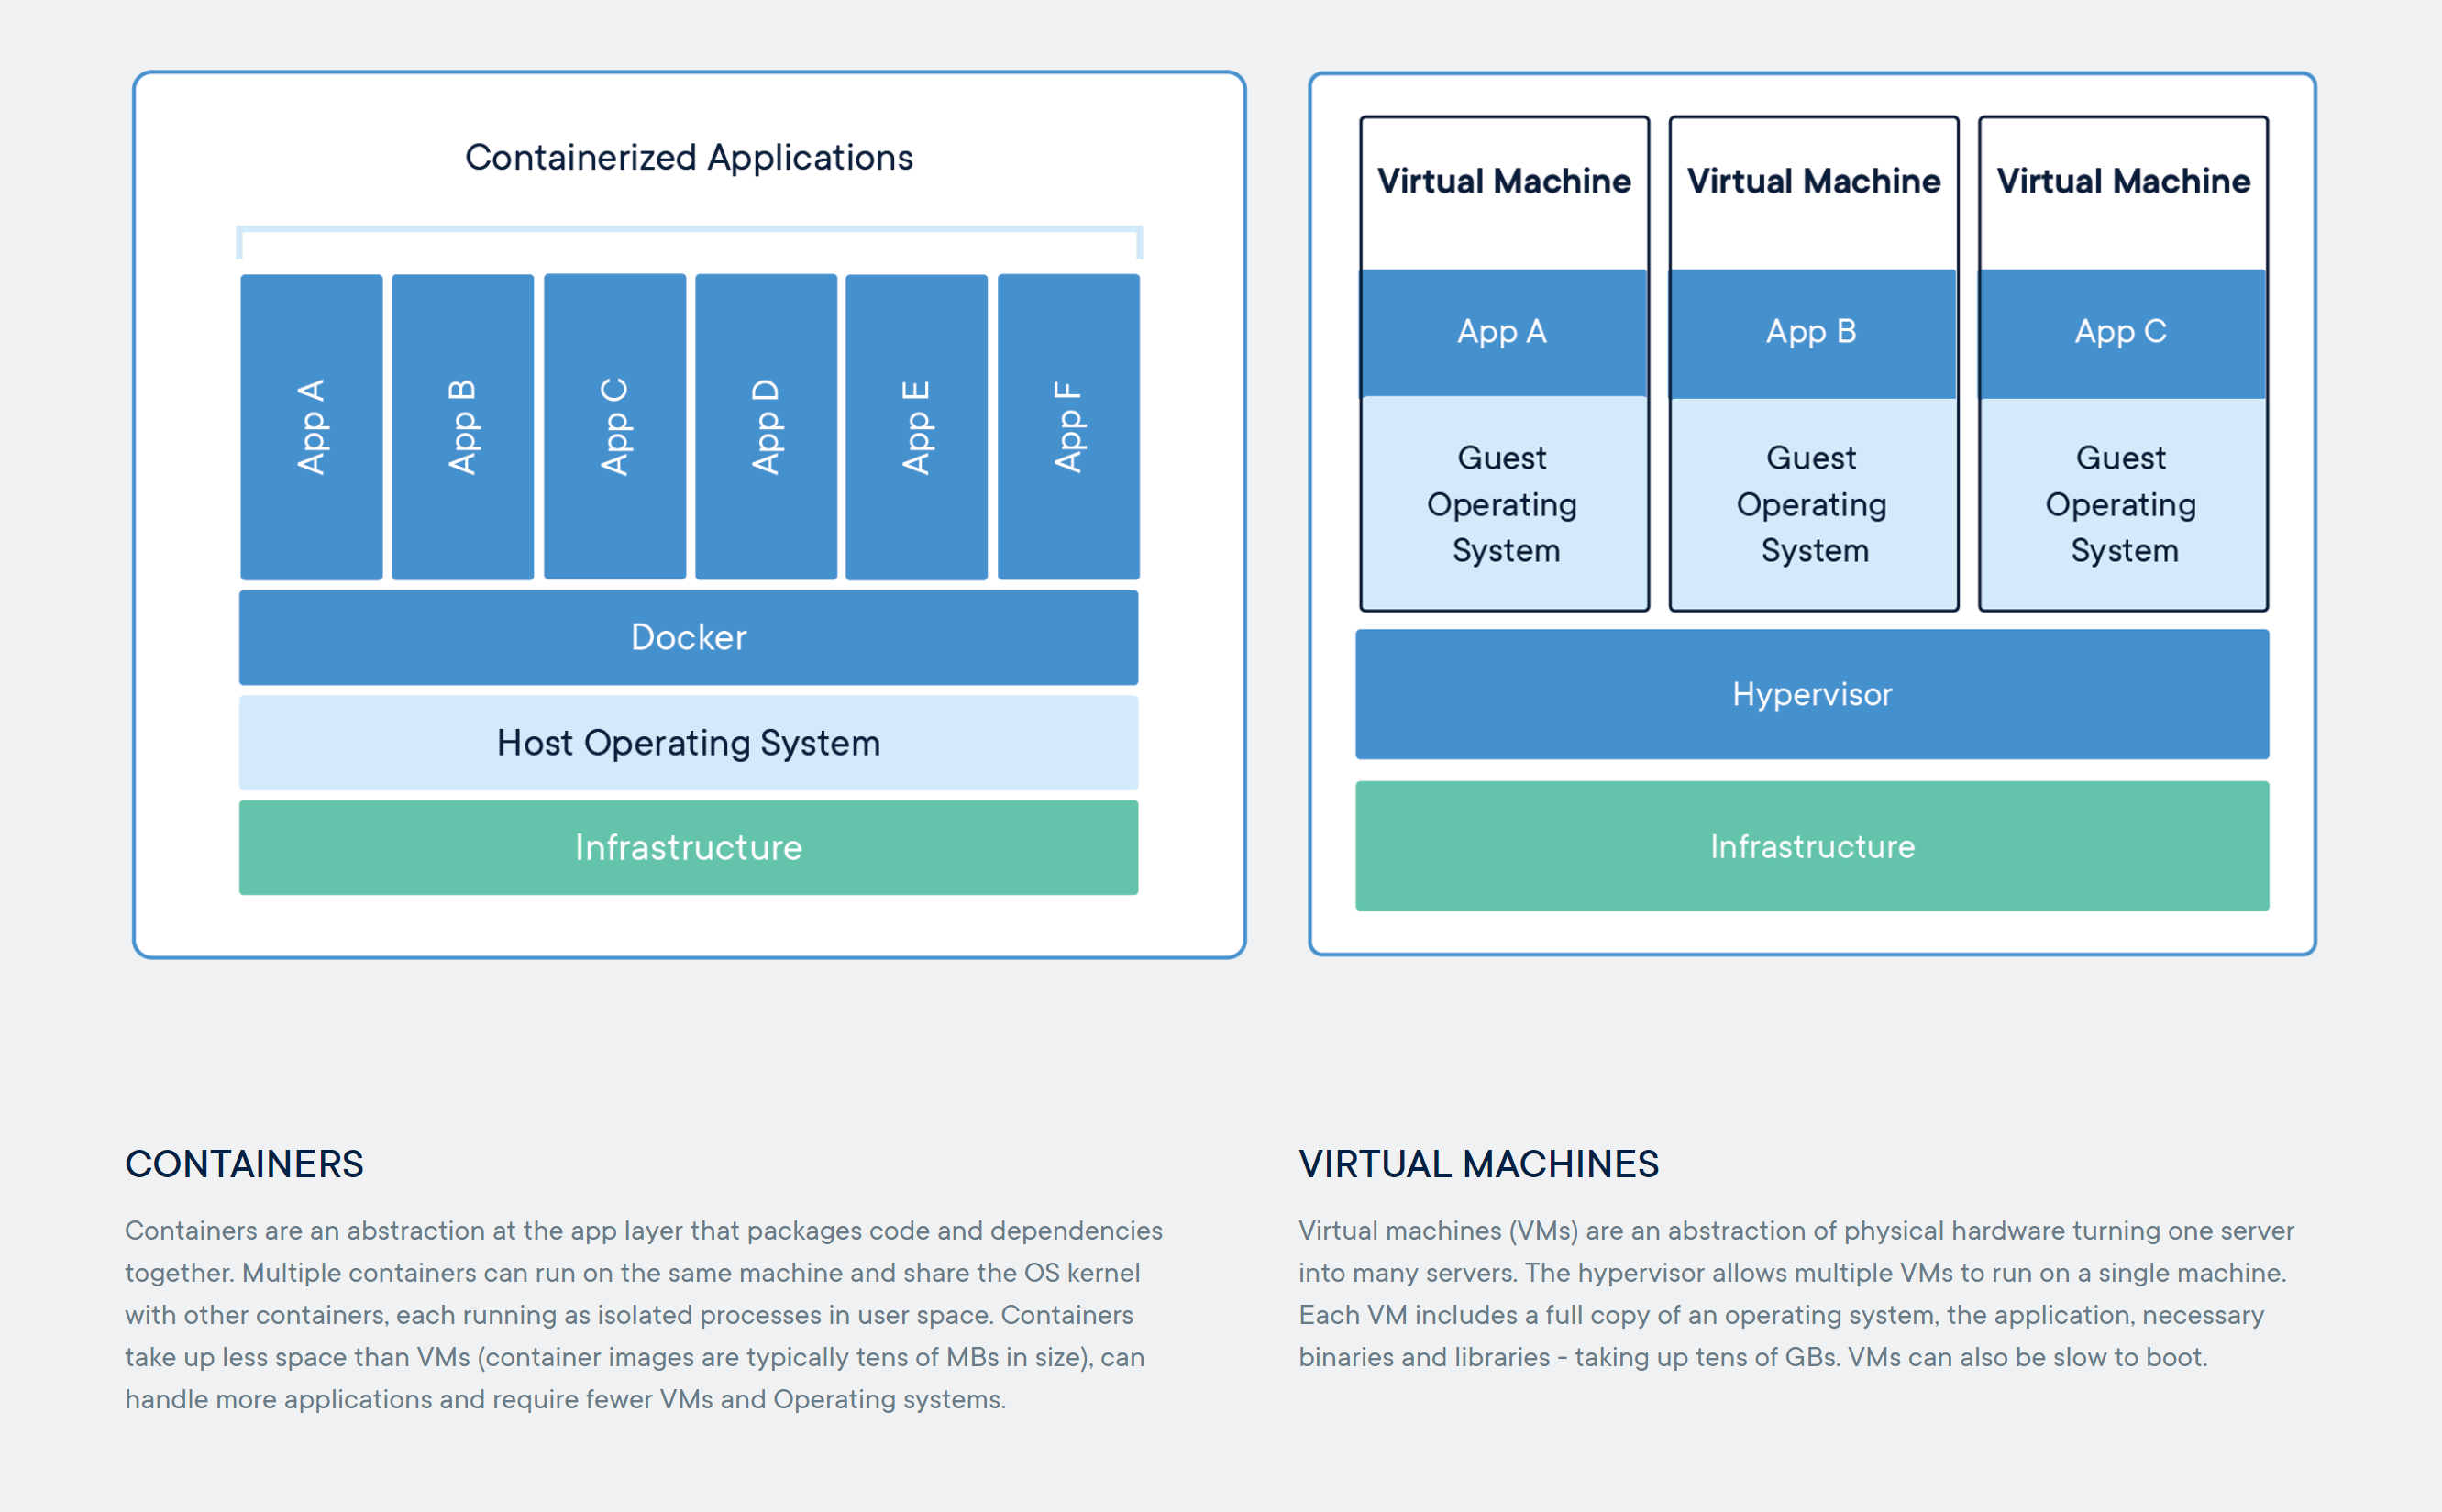 Containerized Applications
App A
App B
App C
App D
App E
App F
Docker
Host Operating System
Infrastructure
Virtual Machine
App A
Guest
Operating
System
Virtual Machine
App B
Guest
Operating
System
Virtual Machine
App C
Guest
Operating
System
Hypervisor
Infrastructure
CONTAINERS
Containers are an abstraction at the app layer that packages code and dependencies
together. Multiple containers can run on the same machine and share the OS kernel
with other containers, each running as isolated processes in user space. Containers
take up less space than VMs (container images are typically tens of MBs in size), can
handle more applications and require fewer VMs and Operating systems.
VIRTUAL MACHINES
Virtual machines (VMs) are an abstraction of physical hardware turning one server
into many servers. The hypervisor allows multiple VMs to run on a single machine.
Each VM includes a full copy of an operating system, the application, necessary
binaries and libraries - taking up tens of GBs. VMs can also be slow to boot.